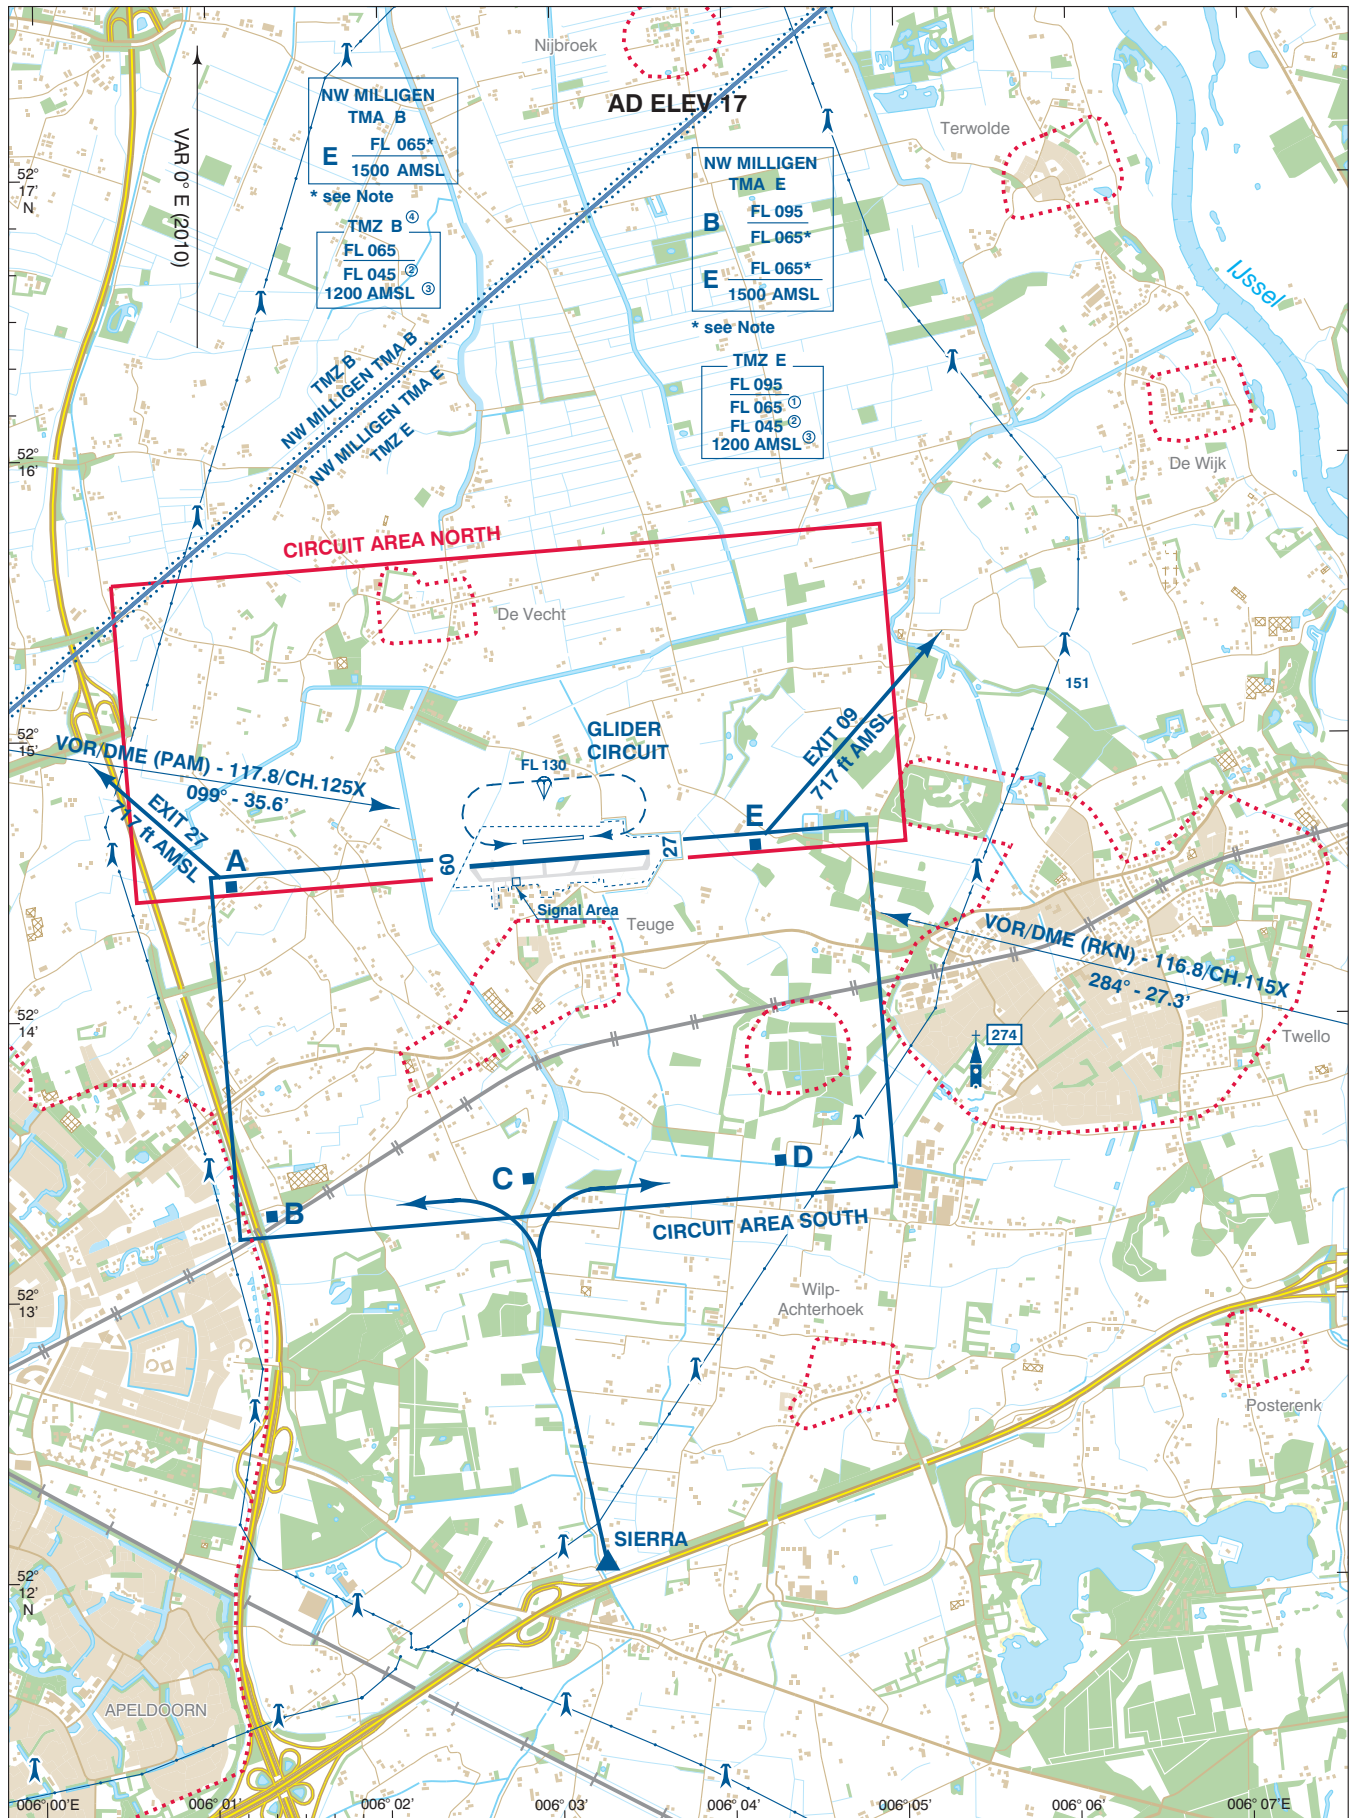 Nijbroek
AD ELEV 17
VAR 0° E (2010)
NW MILLIGEN
TMA B
E FL 065*
1500 AMSL
* see Note
TMZ B ④
FL 065
FL 045 ②
1200 AMSL ③
NW MILLIGEN
TMA E
B FL 095
FL 065*
E FL 065*
1500 AMSL
* see Note
TMZ E
FL 095
FL 065 ①
FL 045 ②
1200 AMSL ③
Terwolde
IJssel
De Wijk
52°
17'
N
52°
16'
TMZ B
NW MILLIGEN TMA B
NW MILLIGEN TMA E
TMZ E
CIRCUIT AREA NORTH
De Vecht
151
52°
15'
VOR/DME (PAM) - 117.8/CH.125X
099° - 35.6'
EXIT 27
717 ft AMSL
GLIDER
CIRCUIT
FL 130
EXIT 09
717 ft AMSL
A
E
09
27
Signal Area
Teuge
VOR/DME (RKN) - 116.8/CH.115X
284° - 27.3'
52°
14'
274
Twello
C
D
B
CIRCUIT AREA SOUTH
52°
13'
Wilp-
Achterhoek
Posterenk
SIERRA
52°
12'
N
APELDOORN
006° 00'E
006° 01'
006° 02'
006° 03'
006° 04'
006° 05'
006° 06'
006° 07'E